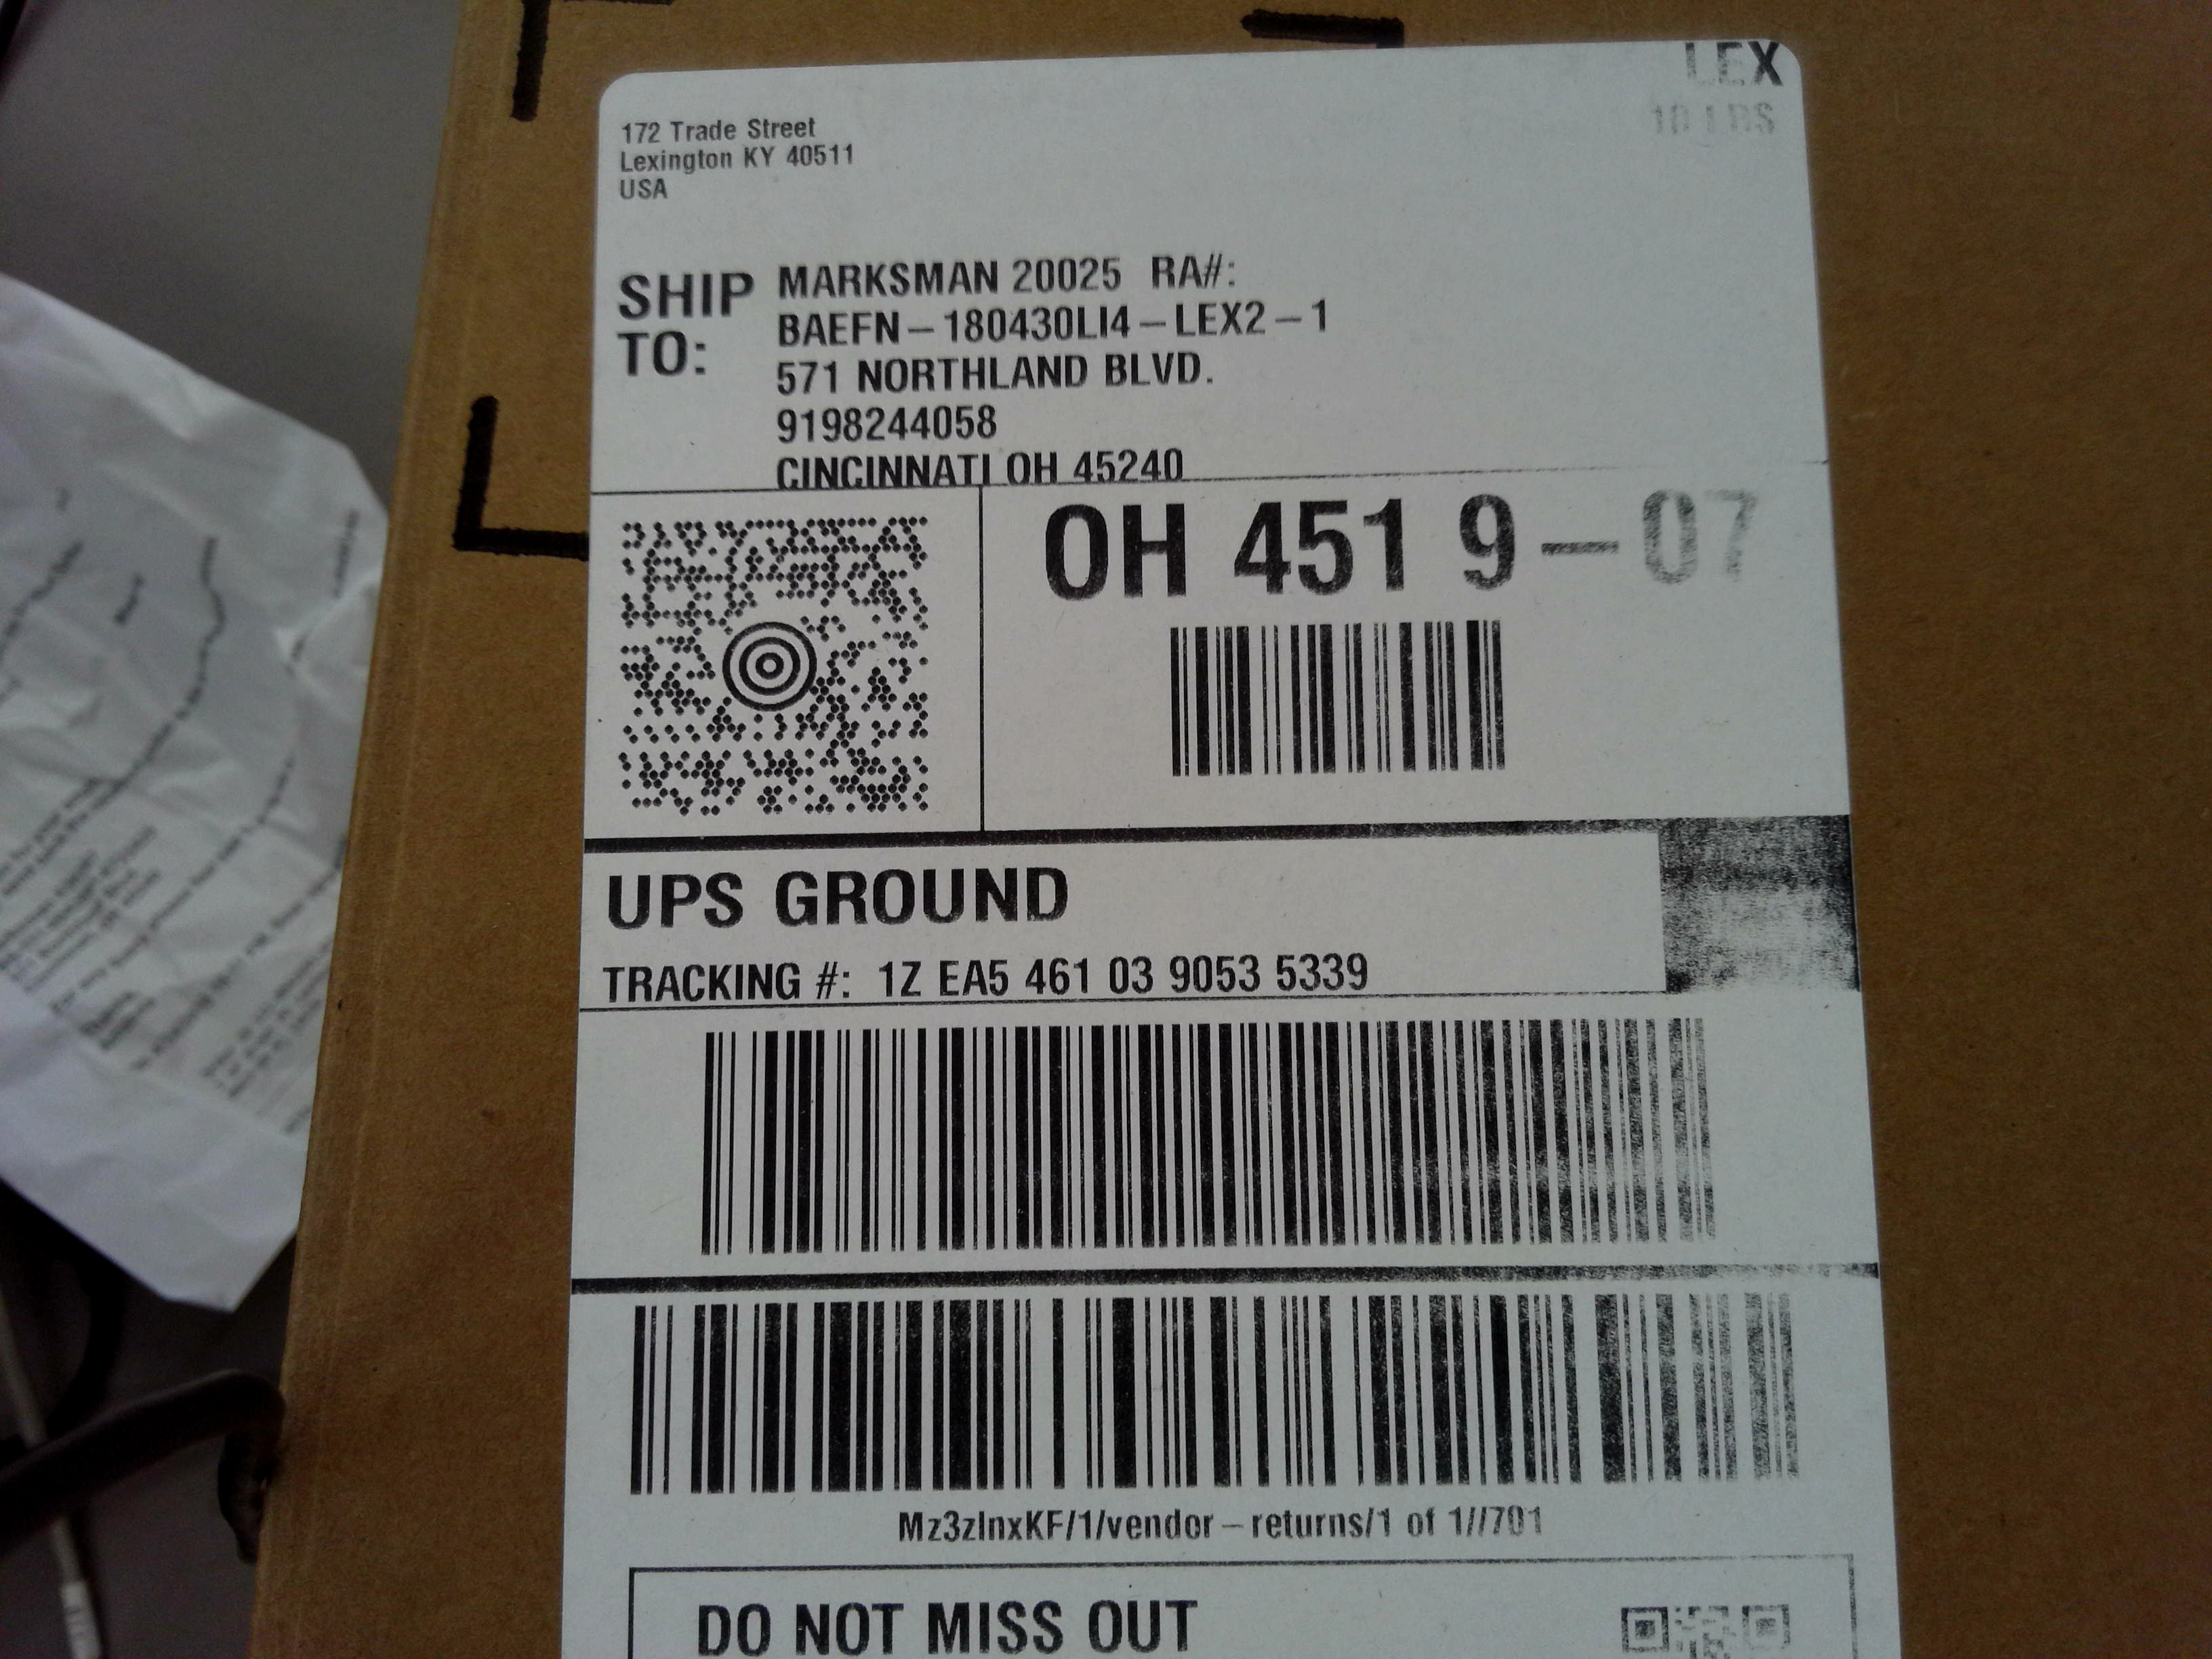 LEX
10 LBS
172 Trade Street
Lexington KY 40511
USA
SHIP TO:
MARKSMAN 20025 RA#:
BAEFN-180430LI4-LEX2-1
571 NORTHLAND BLVD.
9198244058
CINCINNATI OH 45240
OH 451 9-07
UPS GROUND
TRACKING #: 1Z EA5 461 03 9053 5339
Mz3zlnxKF/1/vendor-returns/1 of 1//701
DO NOT MISS OUT